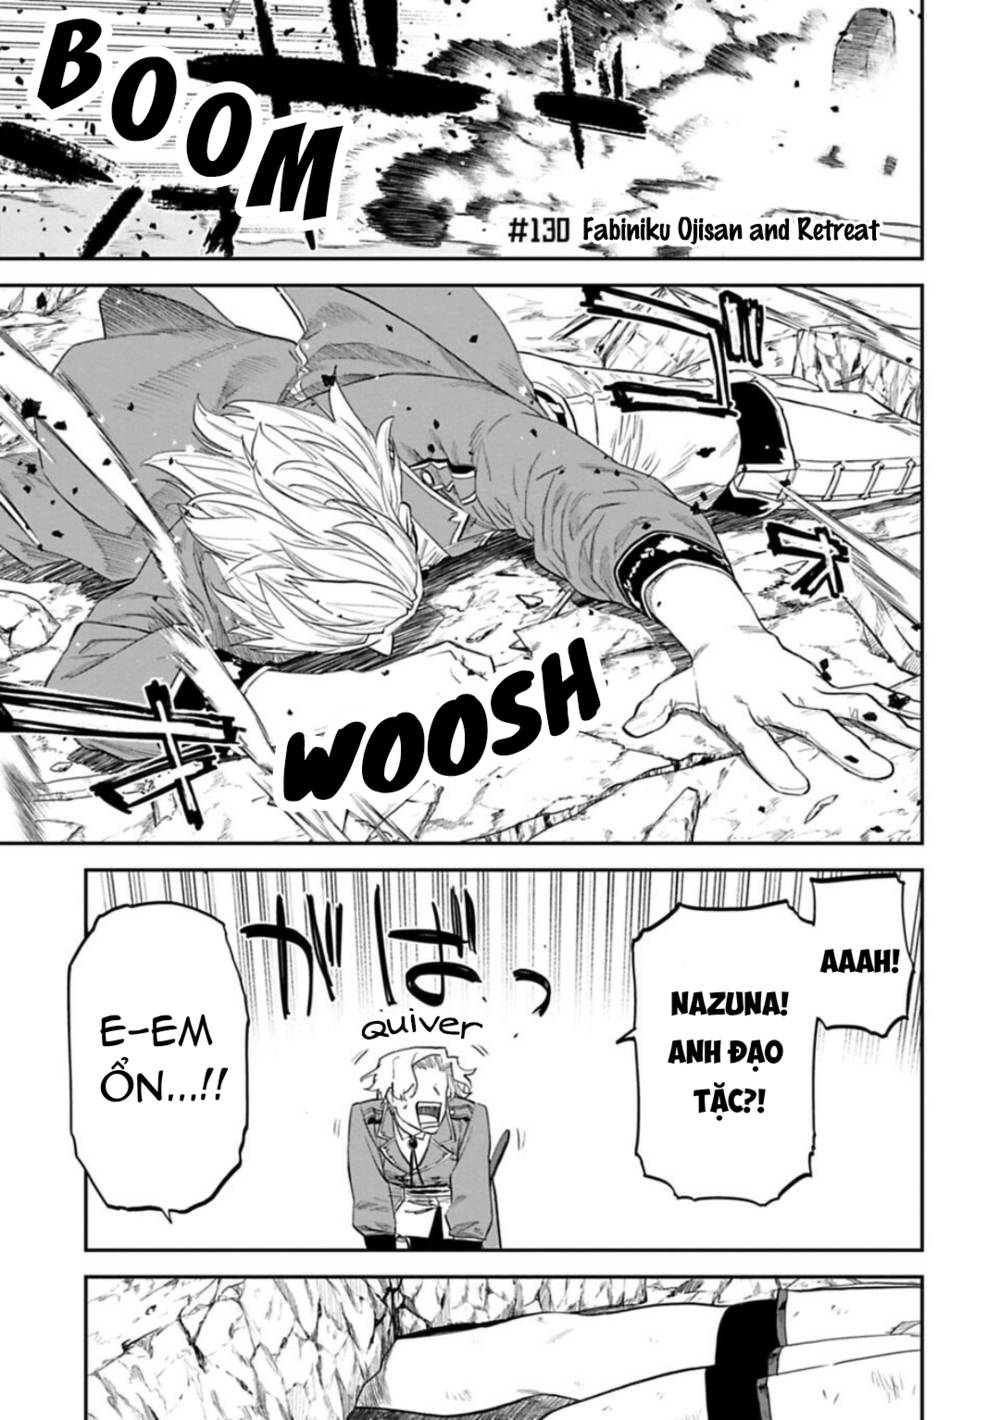 BOOM
#130 Fabiniku Ojisan and Retreat
WOOSH
AAAH!
NAZUNA!
ANH ĐẠO
TẶC?!
がばっ
QUIVER
E-EM
ỔN...!!